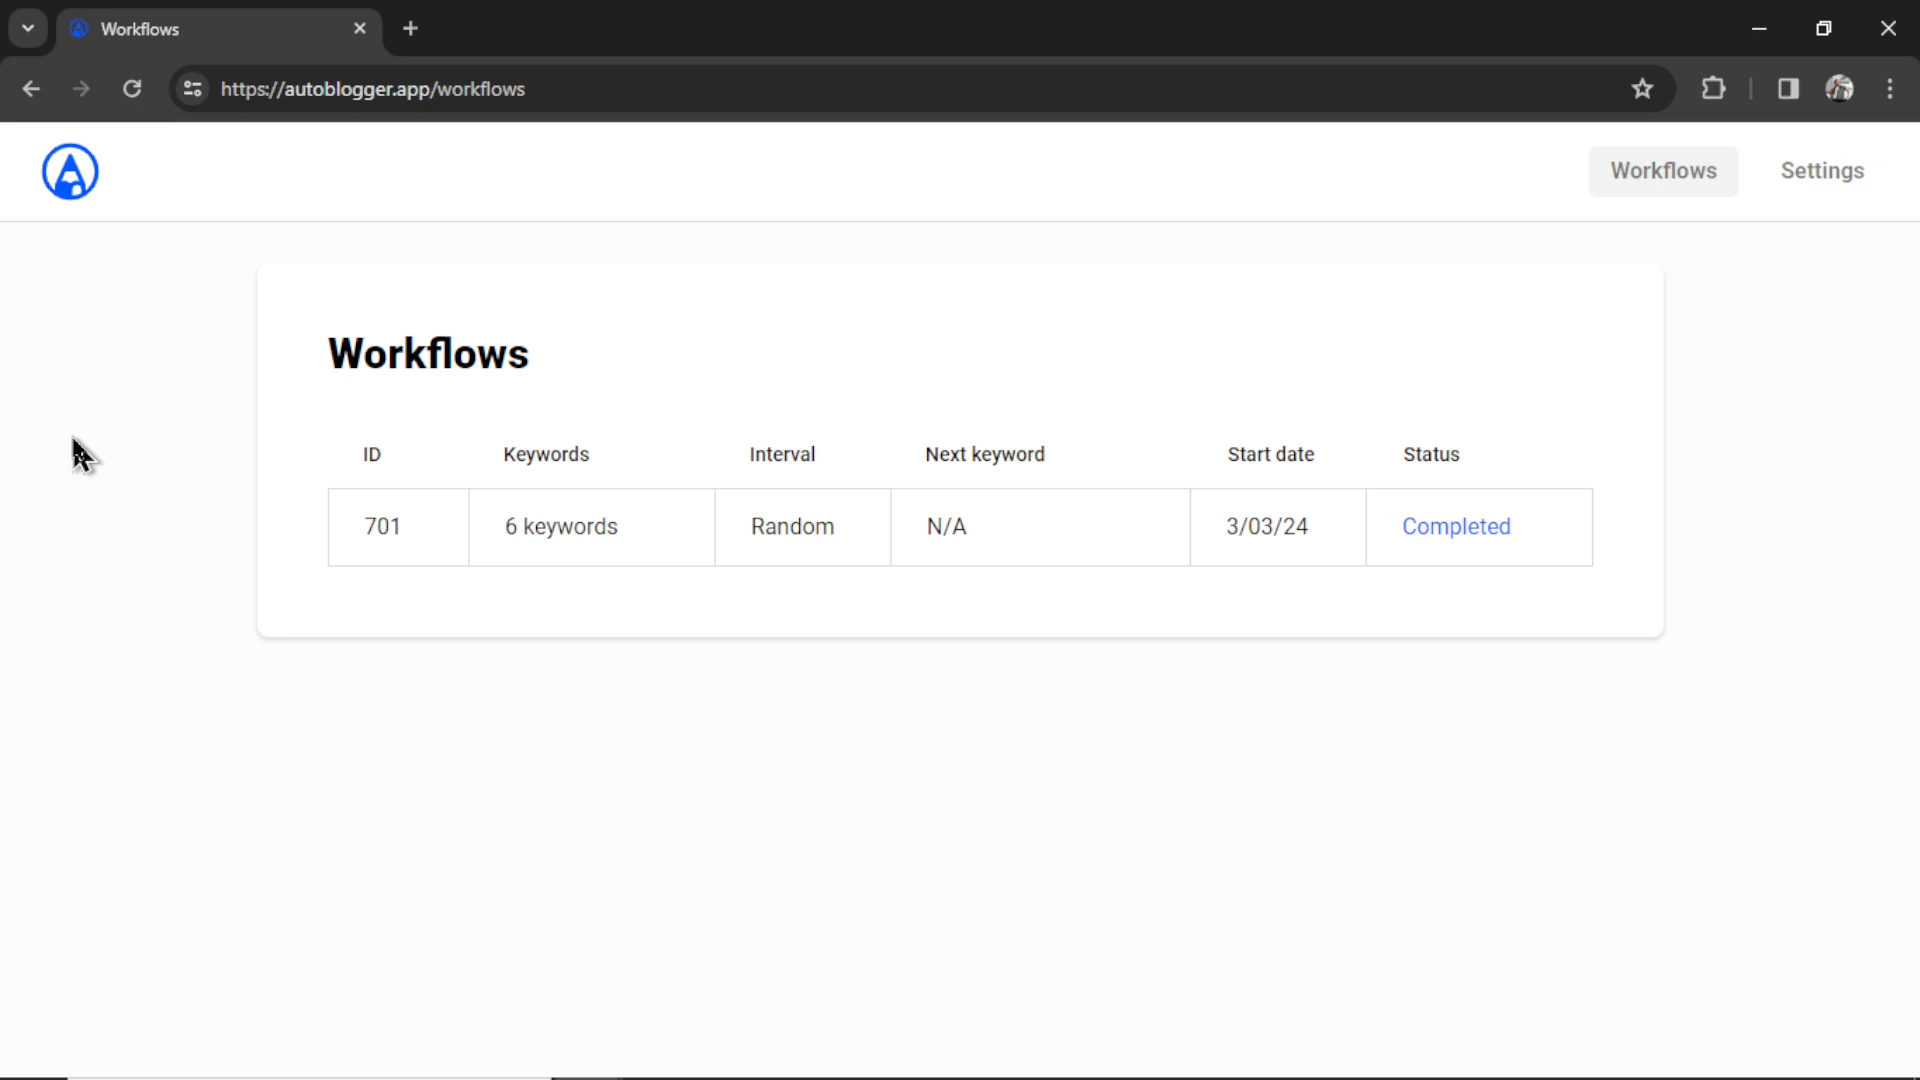 Workflows
https://autoblogger.app/workflows
Workflows Settings
Workflows
ID Keywords Interval Next keyword Start date Status
701 6 keywords Random N/A 3/03/24 Completed